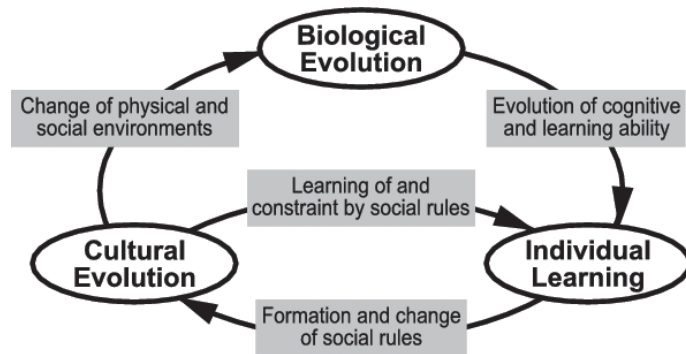 Biological
Evolution
Change of physical and
social environments
Evolution of cognitive
and learning ability
Learning of and
constraint by social rules
Cultural
Evolution
Individual
Learning
Formation and change
of social rules